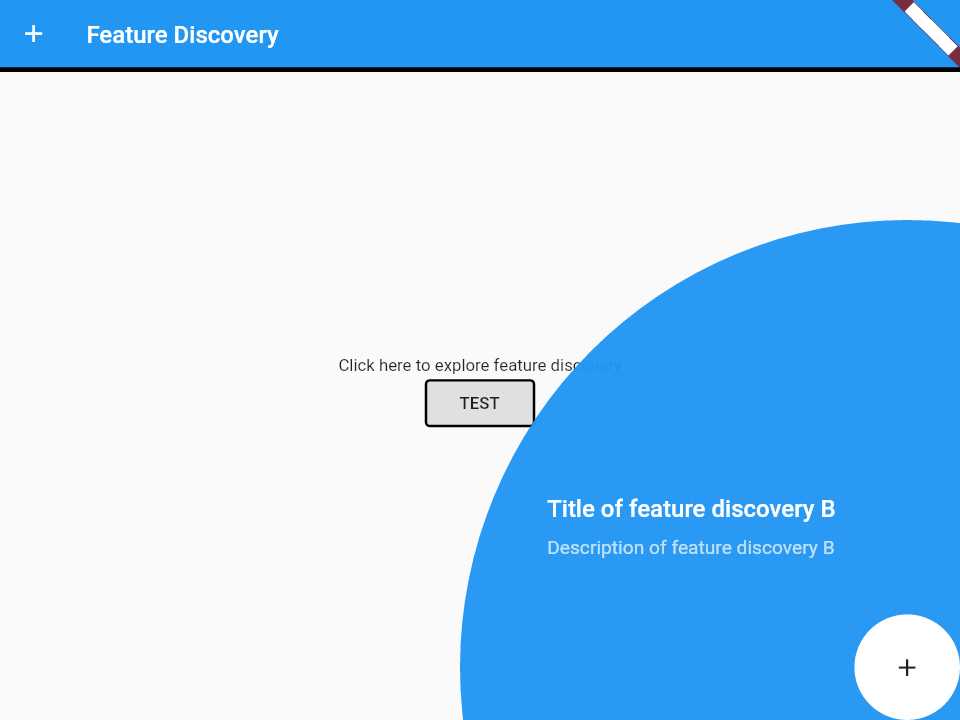 Feature Discovery
Click here to explore feature discovery
TEST
Title of feature discovery B
Description of feature discovery B